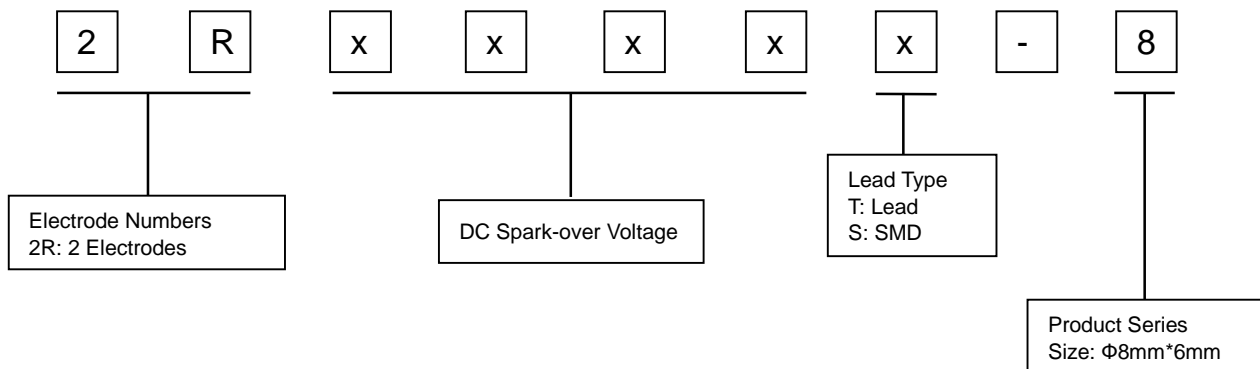 2 R x x x x x - 8
Electrode Numbers
2R: 2 Electrodes
DC Spark-over Voltage
Lead Type
T: Lead
S: SMD
Product Series
Size: Φ8mm*6mm